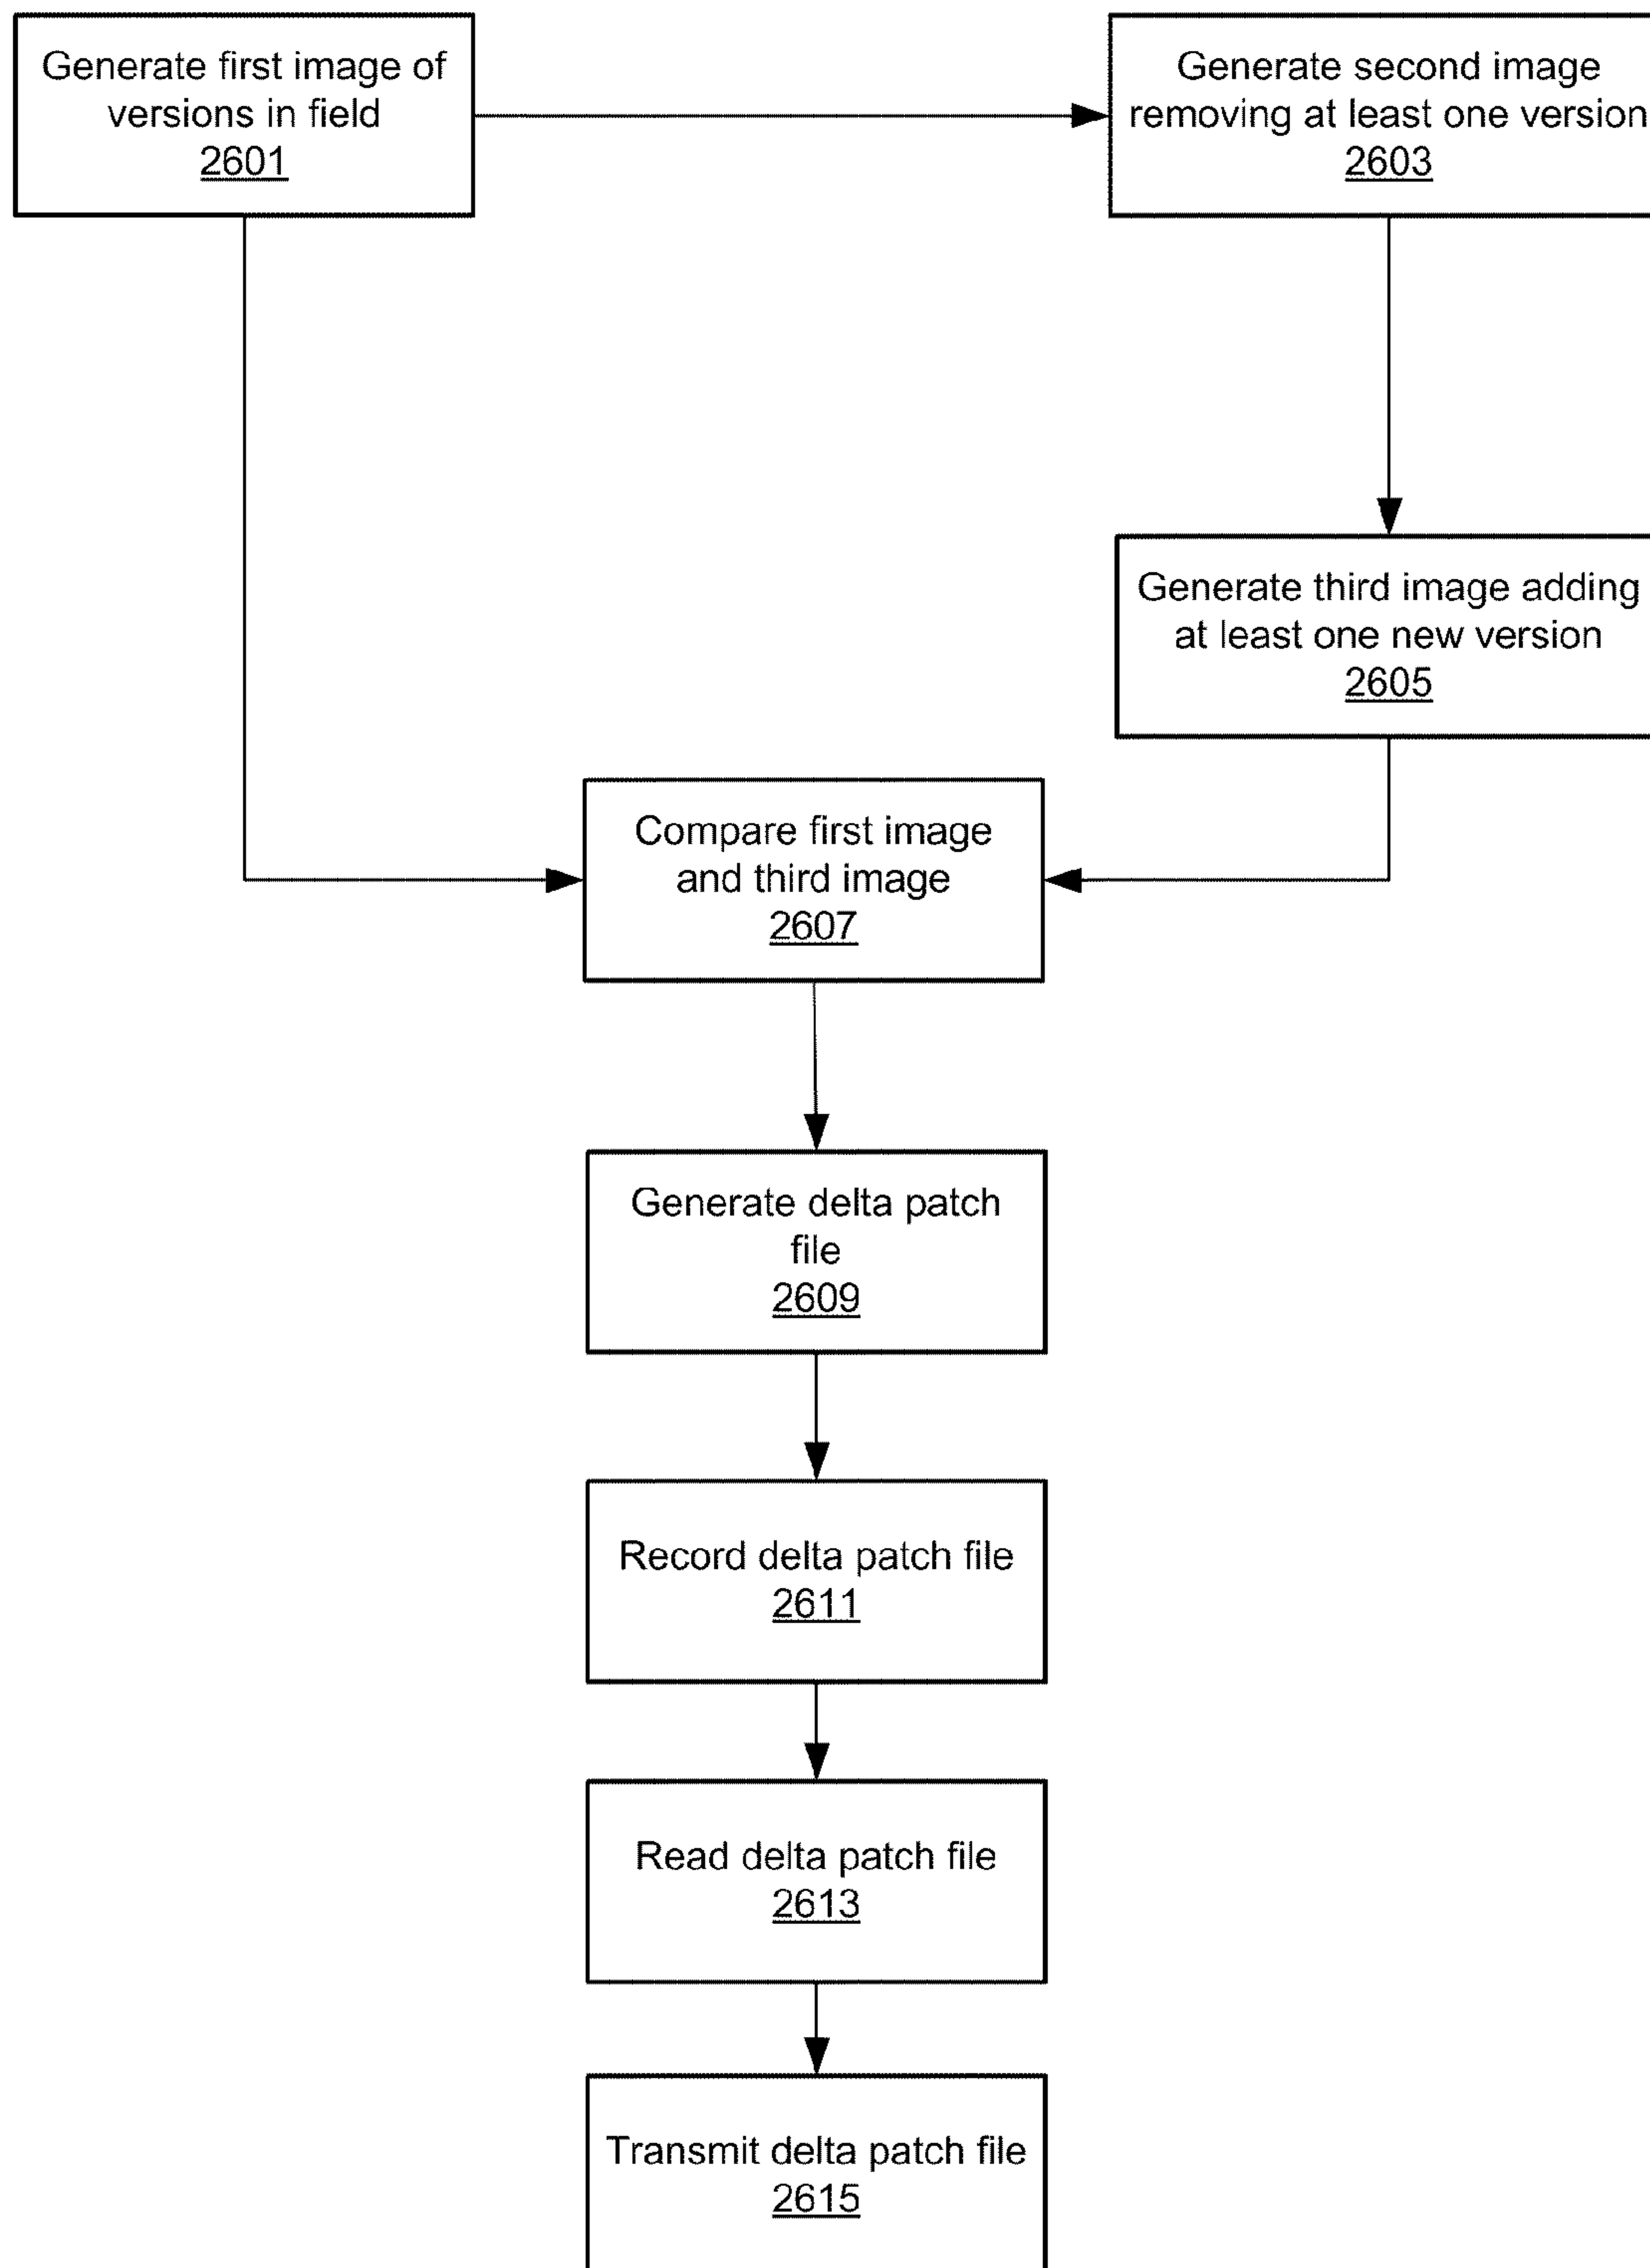 Generate first image of
versions in field
2601
Generate second image
removing at least one version
2603
Generate third image adding
at least one new version
2605
Compare first image
and third image
2607
Generate delta patch
file
2609
Record delta patch file
2611
Read delta patch file
2613
Transmit delta patch file
2615